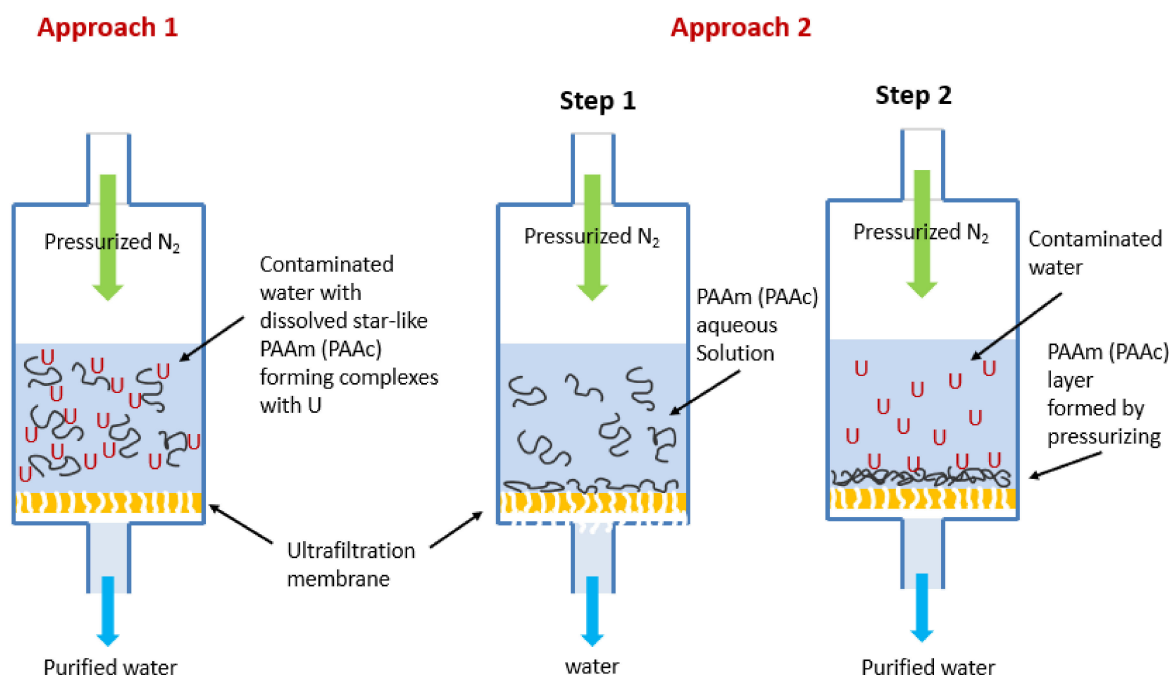 Approach 1
Approach 2
Step 1
Step 2
Pressurized N₂
Contaminated
water with
dissolved star-like
PAAm (PAAc)
forming complexes
with U
U
U
U
U
U
U
U
U
U
U
U
U
U
Purified water
Ultrafiltration
membrane
Pressurized N₂
PAAm (PAAc)
aqueous
Solution
water
Pressurized N₂
Contaminated
water
U
U
U
U
U
U
U
U
U
U
U
U
PAAm (PAAc)
layer
formed by
pressurizing
Purified water